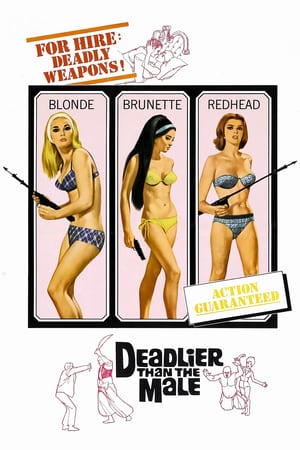 FOR HIRE:
DEADLY
WEAPONS!
BLONDE
BRUNETTE
REDHEAD
ACTION
GUARANTEED
DEADLIER
THAN THE
MALE